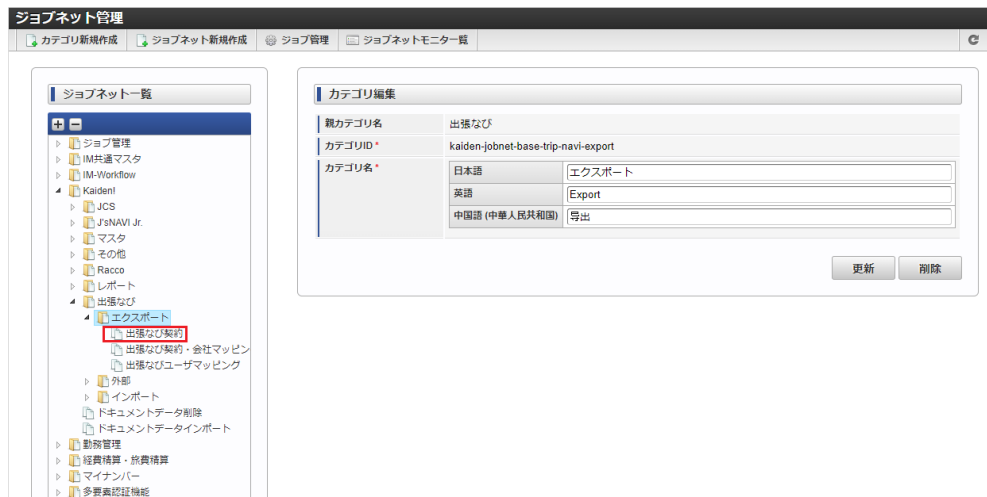 ジョブネット管理
カテゴリ新規作成 ジョブネット新規作成 ジョブ管理 ジョブネットモニター覧
ジョブネット一覧
ジョブ管理
IM共通マスタ
IM-Workflow
Kaiden!
JCS
J'sNAVI Jr.
マスタ
その他
Racco
レポート
出張なび
エクスポート
出張なび契約
出張なび契約・会社マッピン
出張なびユーザマッピング
外部
インポート
ドキュメントデータ削除
ドキュメントデータインポート
勤務管理
経費精算・旅費精算
マイナンバー
多要素認証機能
カテゴリ編集
親カテゴリ名 出張なび
カテゴリID * kaiden-jobnet-base-trip-navi-export
カテゴリ名 * 日本語 エクスポート
英語 Export
中国語 (中華人民共和国) 导出
更新 削除